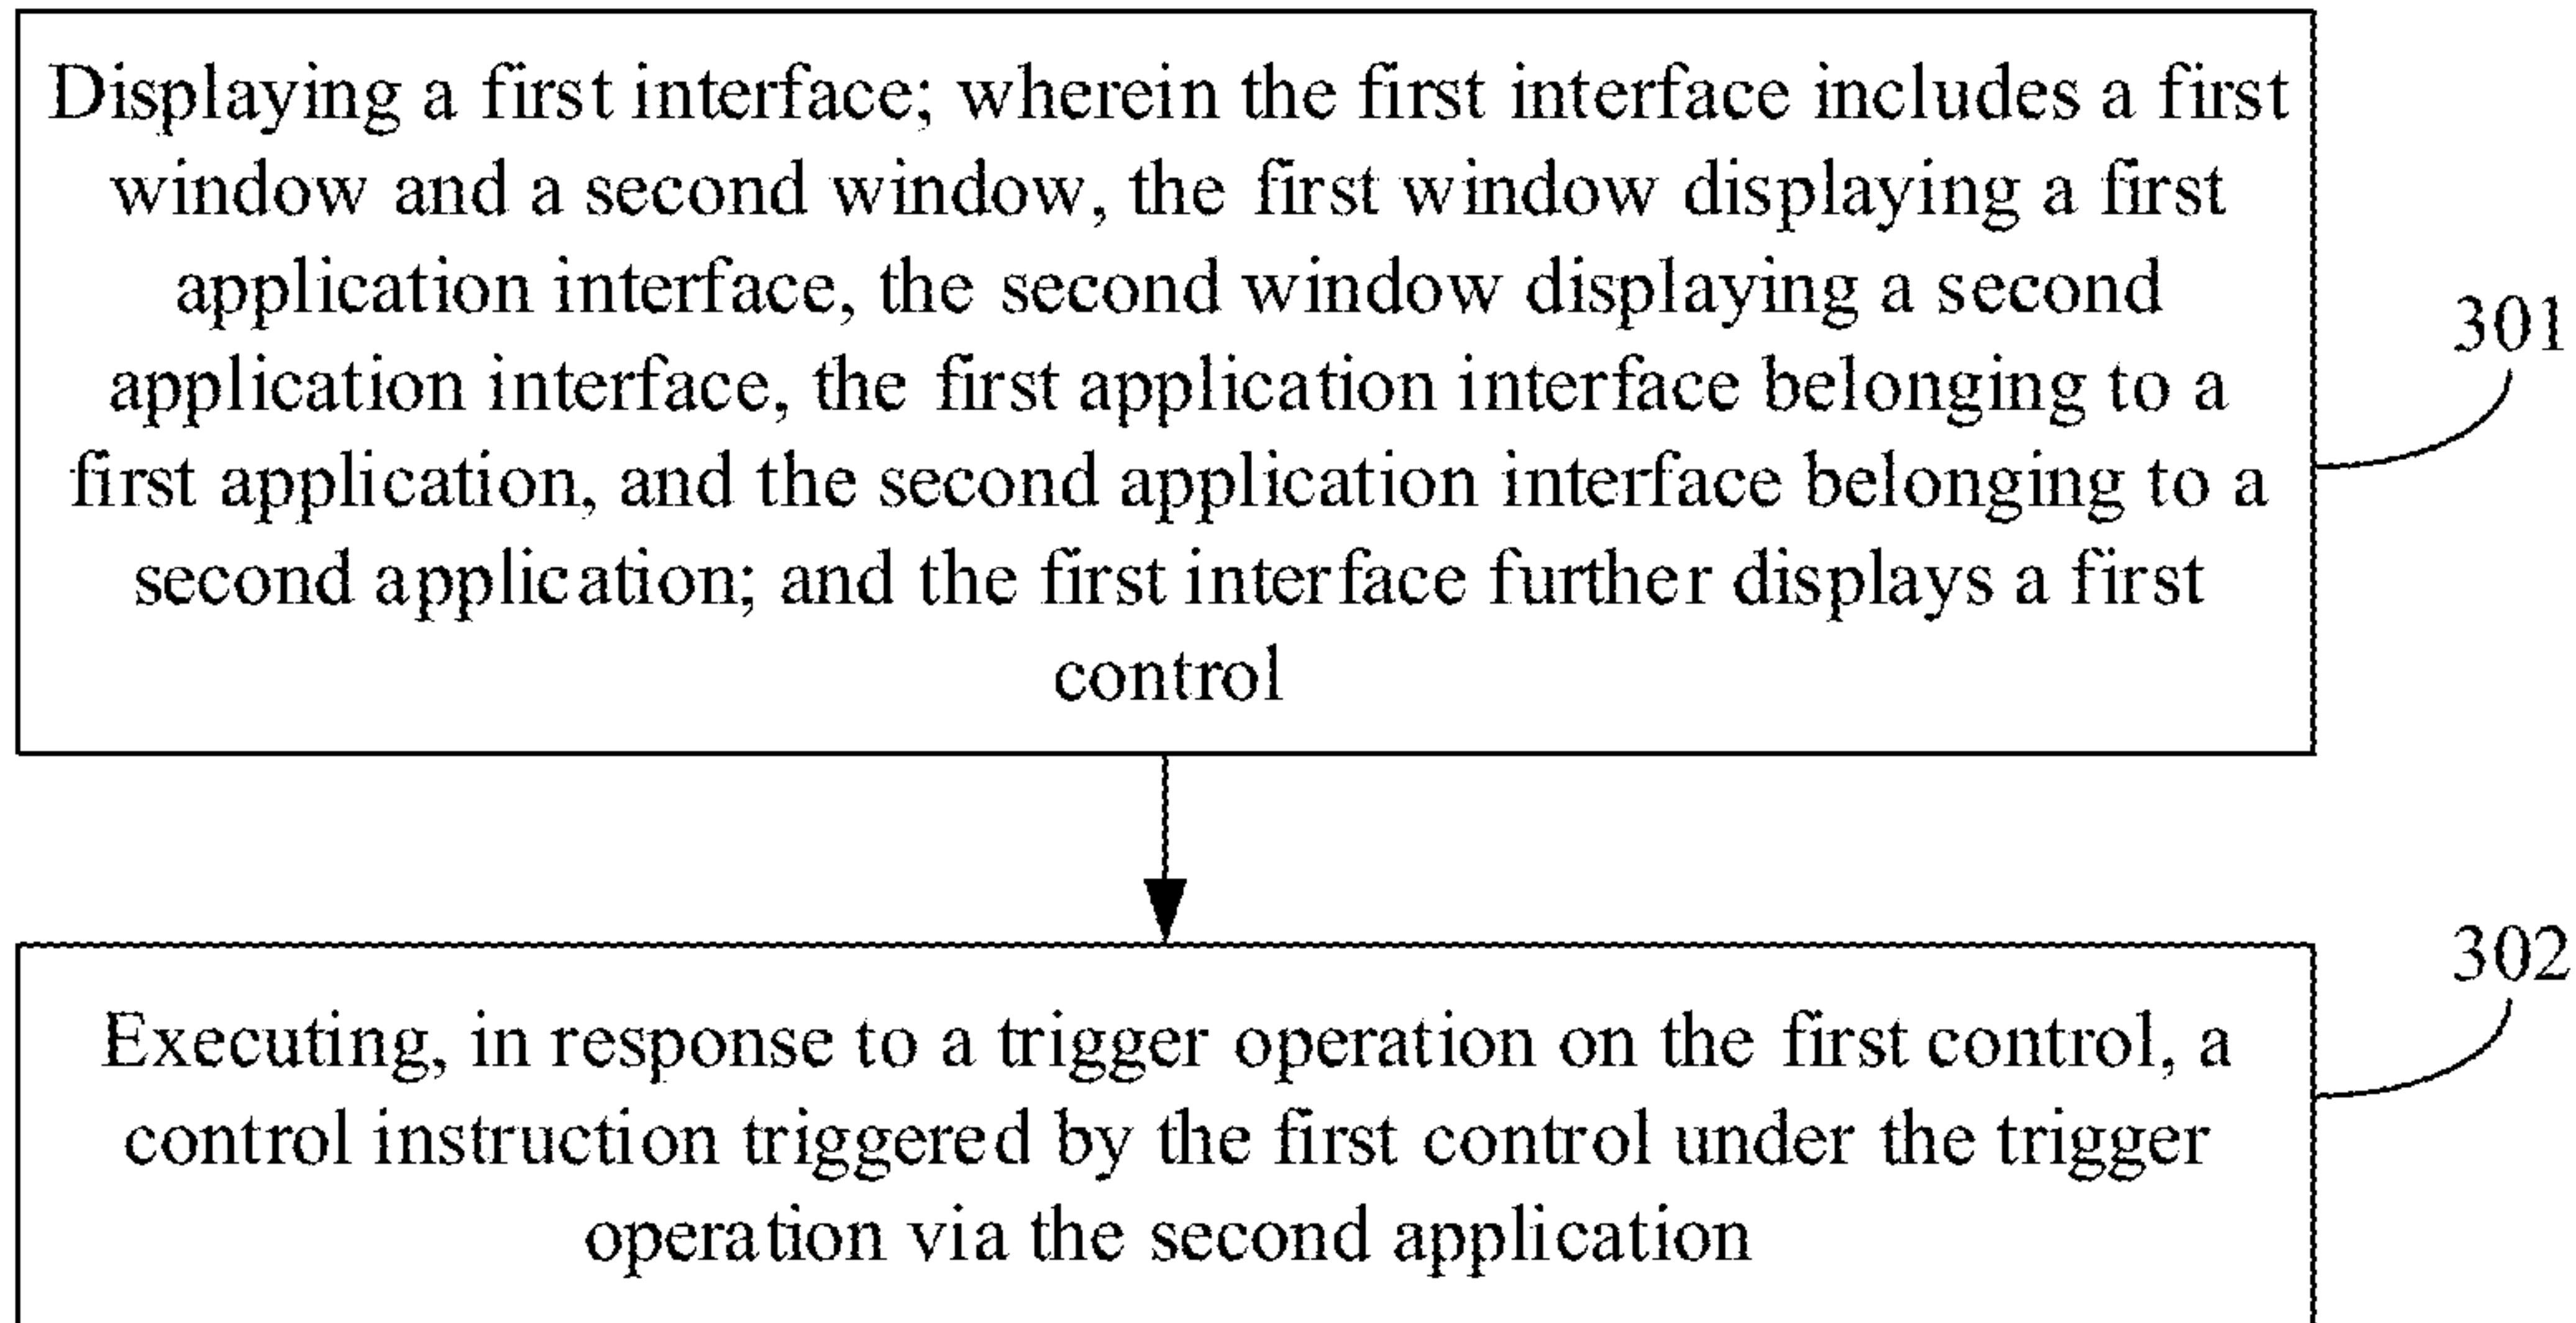 Displaying a first interface; wherein the first interface includes a first
window and a second window, the first window displaying a first
application interface, the second window displaying a second
application interface, the first application interface belonging to a
first application, and the second application interface belonging to a
second application; and the first interface further displays a first
control
301
302
Executing, in response to a trigger operation on the first control, a
control instruction triggered by the first control under the trigger
operation via the second application